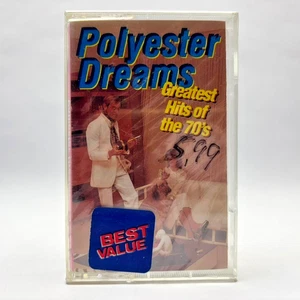 Polyester
Dreams
Greatest
Hits of
the 70's
5.99
BEST
VALUE